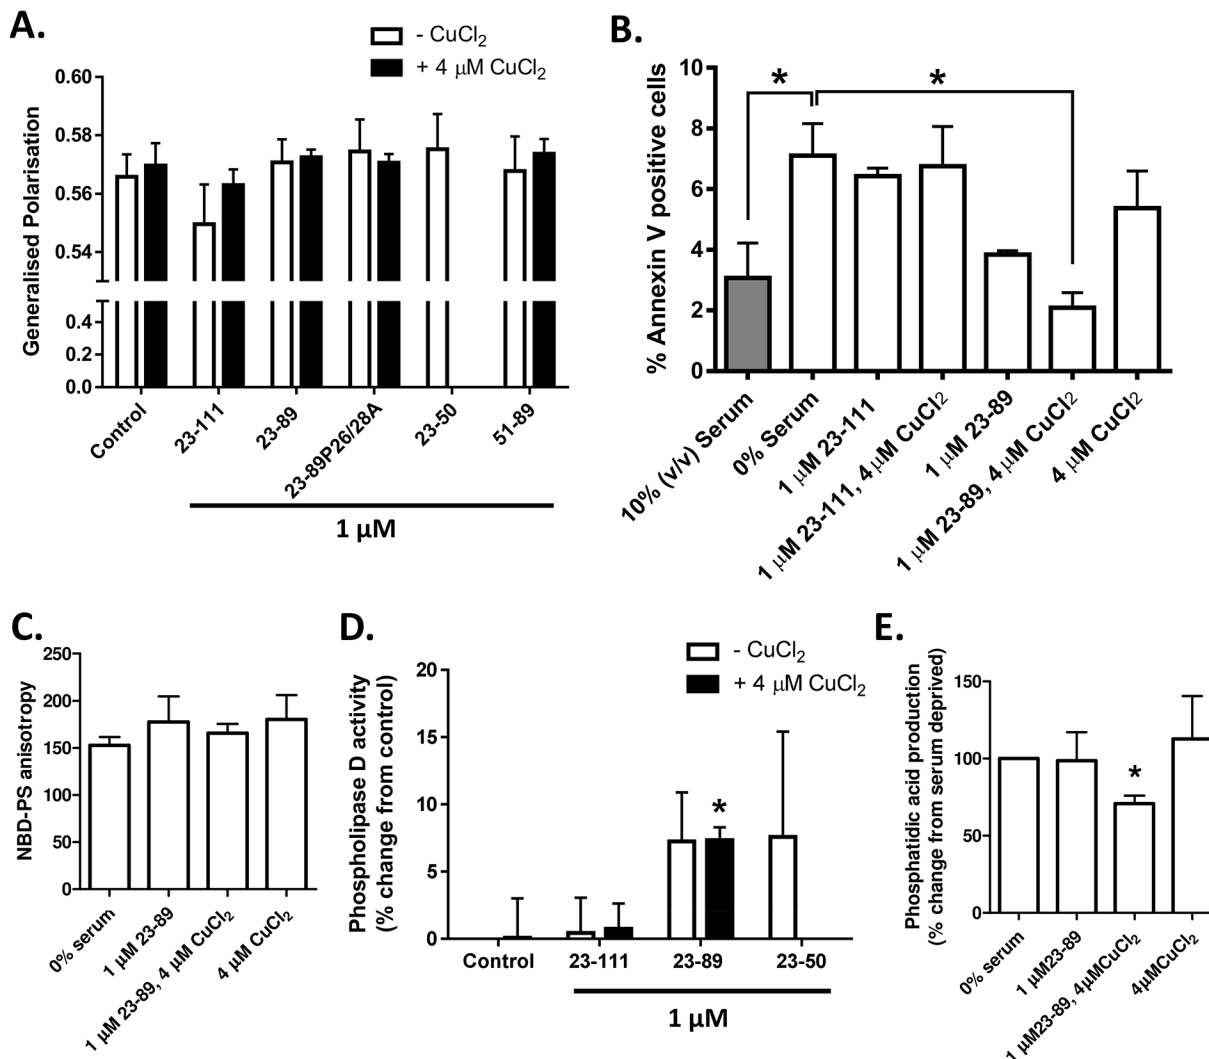 A.
- CuCl2
+ 4 μM CuCl2
Generalised Polarisation
0.60
0.58
0.56
0.54
0.4
0.2
0.0
Control
23-111
23-89
23-89P26/28A
23-50
51-89
1 μM
B.
% Annexin V positive cells
10
8
6
4
2
0
*
*
10% (v/v) Serum
0% Serum
1 μM 23-111
1 μM 23-111, 4 μM CuCl2
1 μM 23-89
1 μM 23-89, 4 μM CuCl2
4 μM CuCl2
C.
NBD-PS anisotropy
250
200
150
100
50
0
0% serum
1 μM 23-89
1 μM 23-89, 4 μM CuCl2
4 μM CuCl2
D.
- CuCl2
+ 4 μM CuCl2
Phospholipase D activity
(% change from control)
20
15
10
5
0
*
Control
23-111
23-89
23-50
1 μM
E.
Phosphatidic acid production
(% change from serum deprived)
150
100
50
0
*
0% serum
1 μM23-89
1 μM23-89, 4μMCuCl2
4μMCuCl2